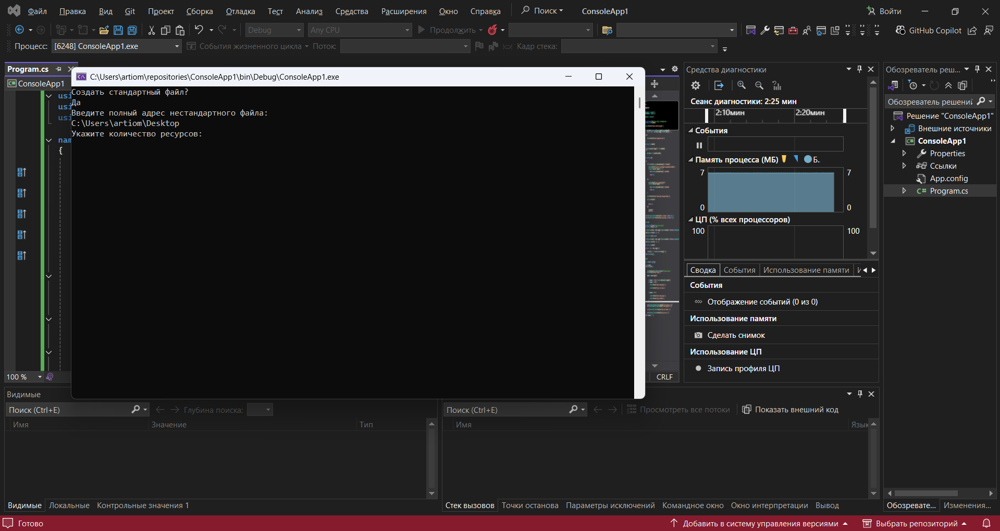 Файл Правка Вид Git Проект Сборка Отладка Тест Анализ Средства Расширения Окно Справка Поиск ConsoleApp1 Войти
Debug Any CPU Продолжить GitHub Copilot
Процесс: [6248] ConsoleApp1.exe События жизненного цикла Поток: Кадр стека:
Program.cs
ConsoleApp1
usi
usi
usi
nam
{
100 %
C:\Users\artiom\repositories\ConsoleApp1\bin\Debug\ConsoleApp1.exe
Создать стандартный файл?
Да
Введите полный адрес нестандартного файла:
C:\Users\artiom\Desktop
Укажите количество ресурсов:
CRLF
Средства диагностики
Сеанс диагностики: 2:25 мин
2:10мин 2:20мин
События
Память процесса (МБ) Б..
7 7
0 0
ЦП (% всех процессоров)
100 100
Сводка События Использование памяти
События
Отображение событий (0 из 0)
Использование памяти
Сделать снимок
Использование ЦП
Запись профиля ЦП
Обозреватель реш...
Обозреватель решений
Решение "ConsoleApp1"
Внешние источники
ConsoleApp1
Properties
Ссылки
App.config
Program.cs
Обозревате... Изменения...
Видимые
Поиск (Ctrl+E) Глубина поиска:
Имя Значение Тип
Видимые Локальные Контрольные значения 1
Поиск (Ctrl+E) Просмотреть все потоки Показать внешний код
Имя Язык
Стек вызовов Точки останова Параметры исключений Командное окно Окно интерпретации Вывод
Готово Добавить в систему управления версиями Выбрать репозиторий